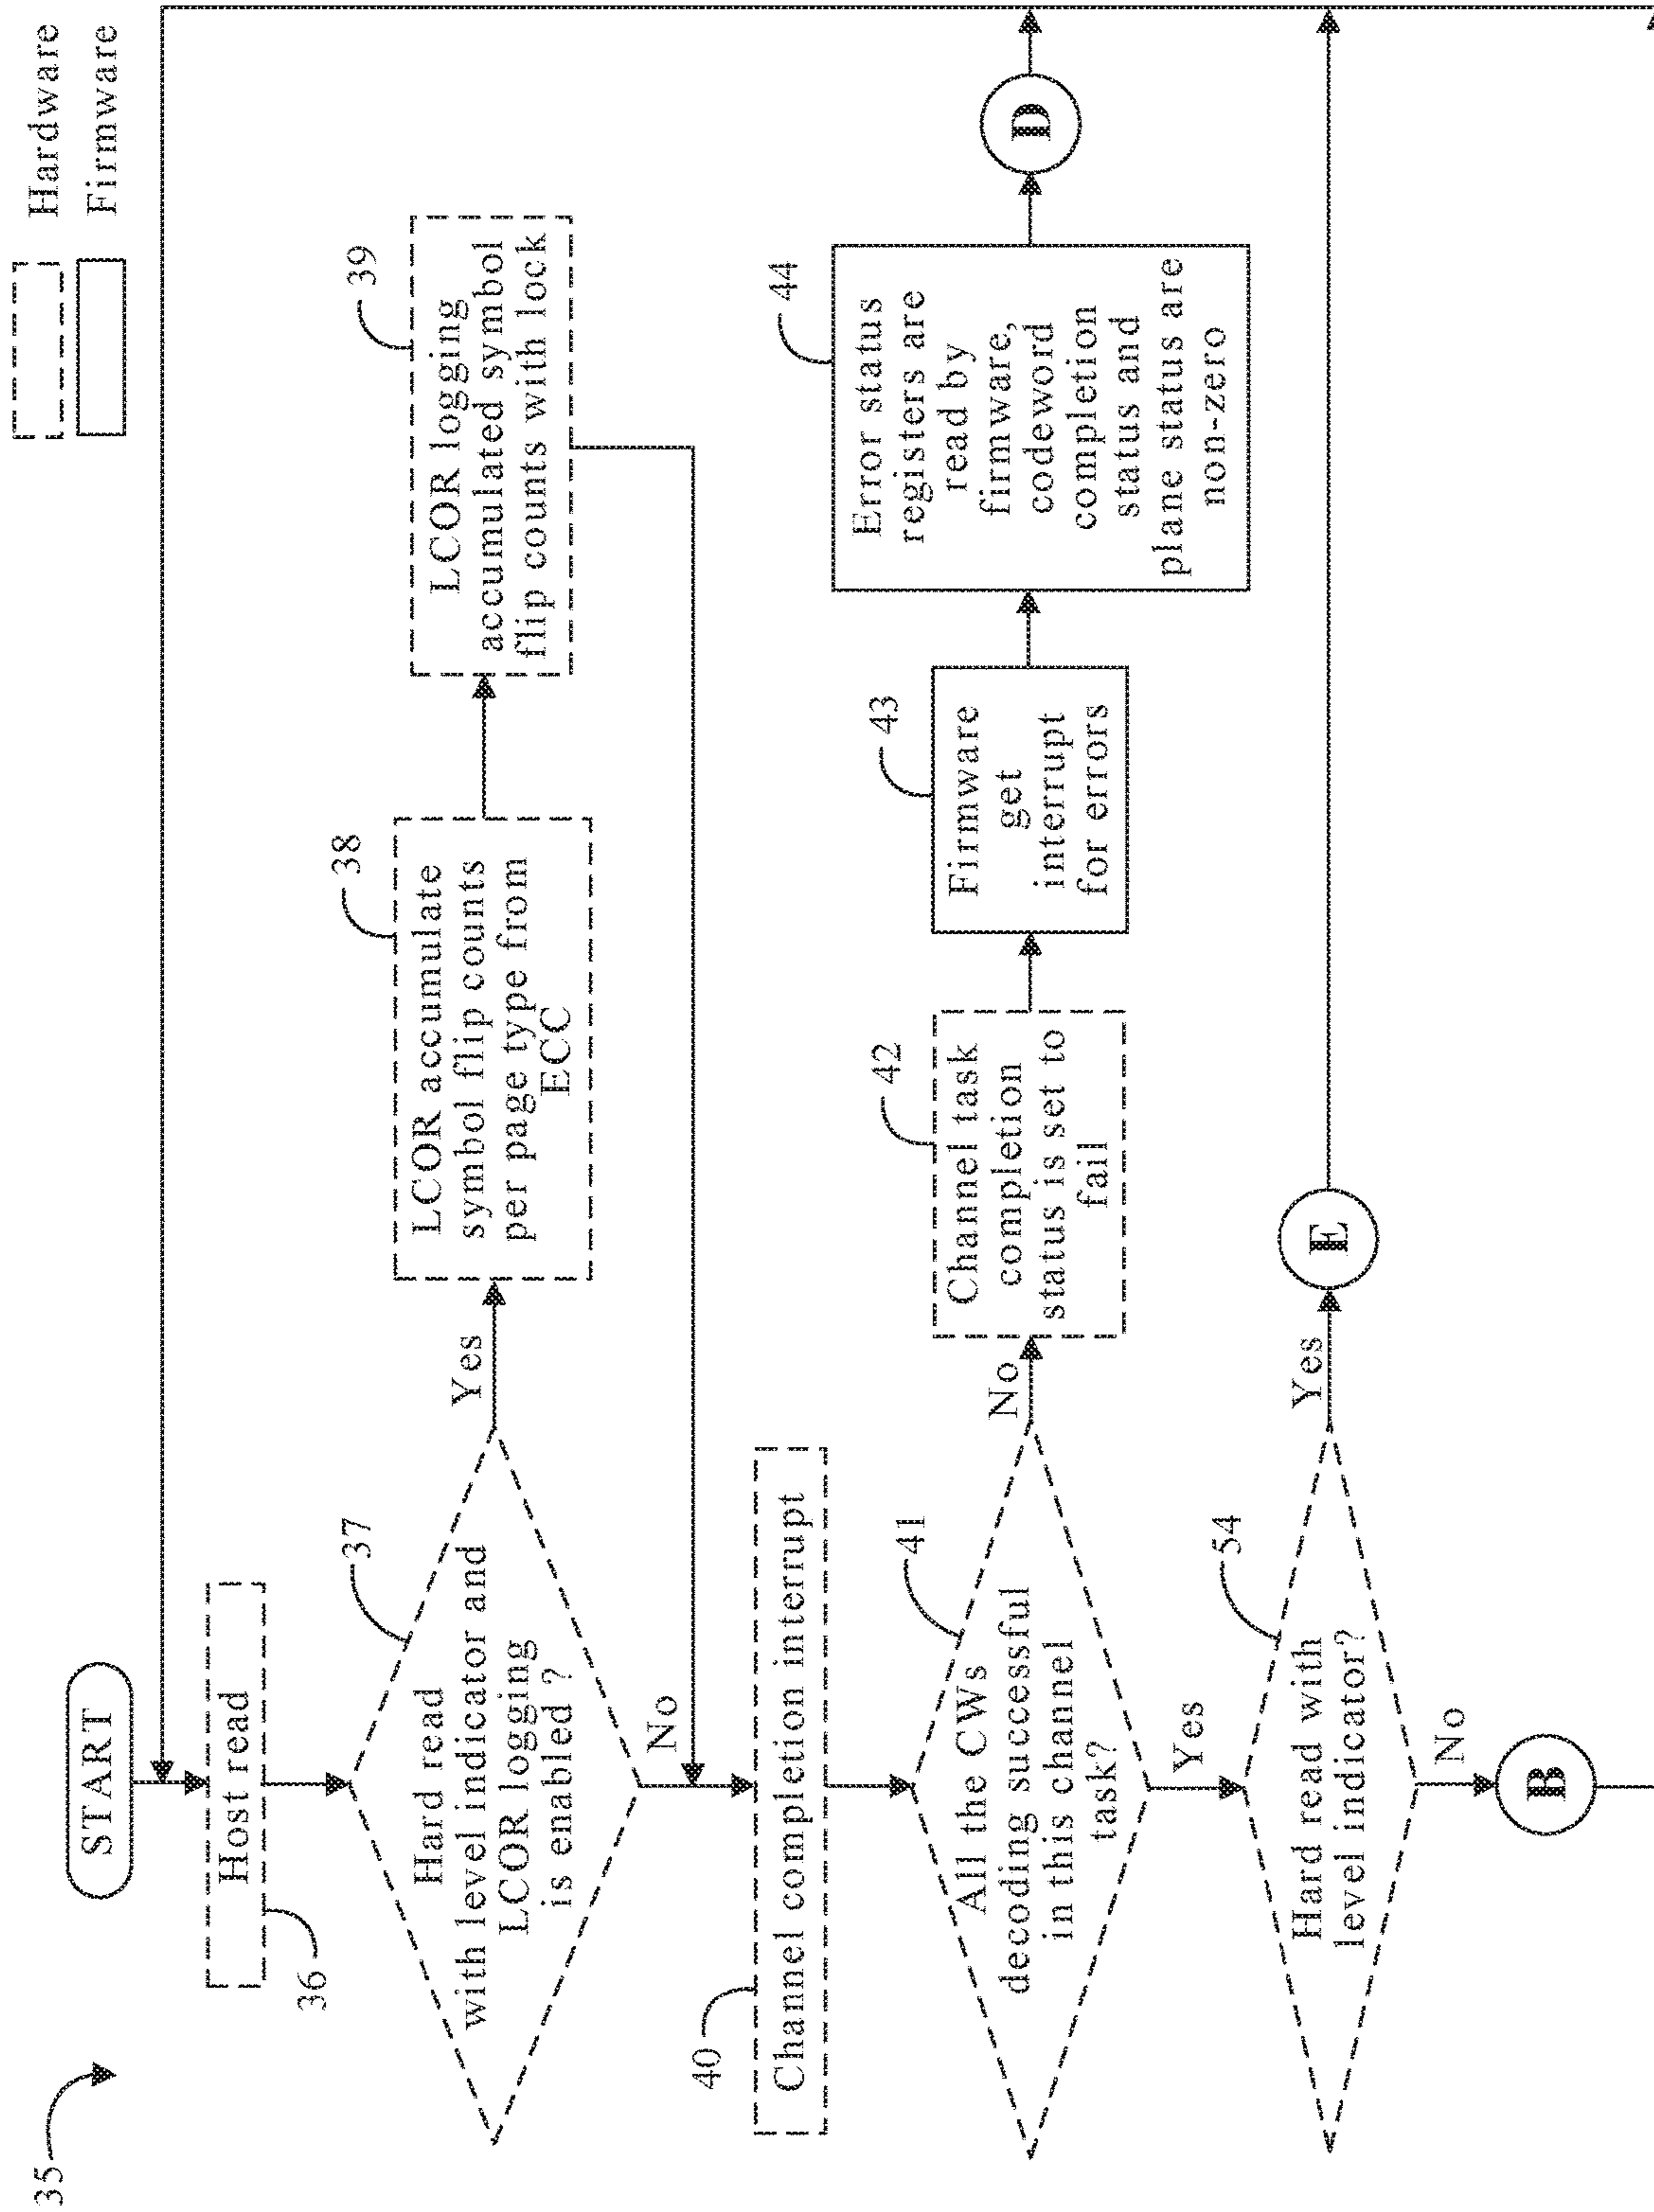 35
START
Hardware
Firmware
Host read
36
Hard read
with level indicator and
LCOR logging
is enabled ?
37
Yes
No
LCOR accumulate
symbol flip counts
per page type from
ECC
38
LCOR logging
accumulated symbol
flip counts with lock
39
40
Channel completion interrupt
All the CWs
decoding successful
in this channel
task?
41
No
Yes
Channel task
completion
status is set to
fail
42
Firmware
get
interrupt
for errors
43
Error status
registers are
read by
firmware,
codeword
completion
status and
plane status are
non-zero
44
D
Hard read with
level indicator?
54
Yes
No
E
B